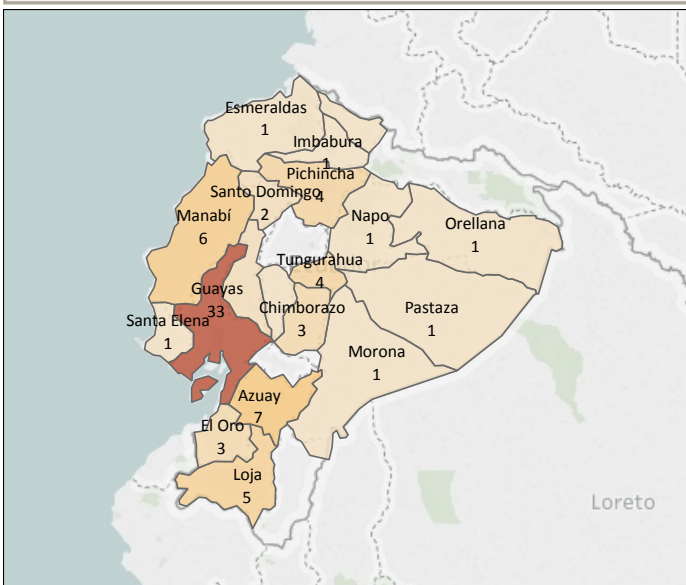 Esmeraldas
1
Imbabura
1
Pichincha
4
Santo Domingo
2
Manabí
6
Napo
1
Orellana
1
Tungurahua
4
Guayas
33
Chimborazo
3
Santa Elena
1
Pastaza
1
Morona
1
Azuay
7
El Oro
3
Loja
5
Loreto